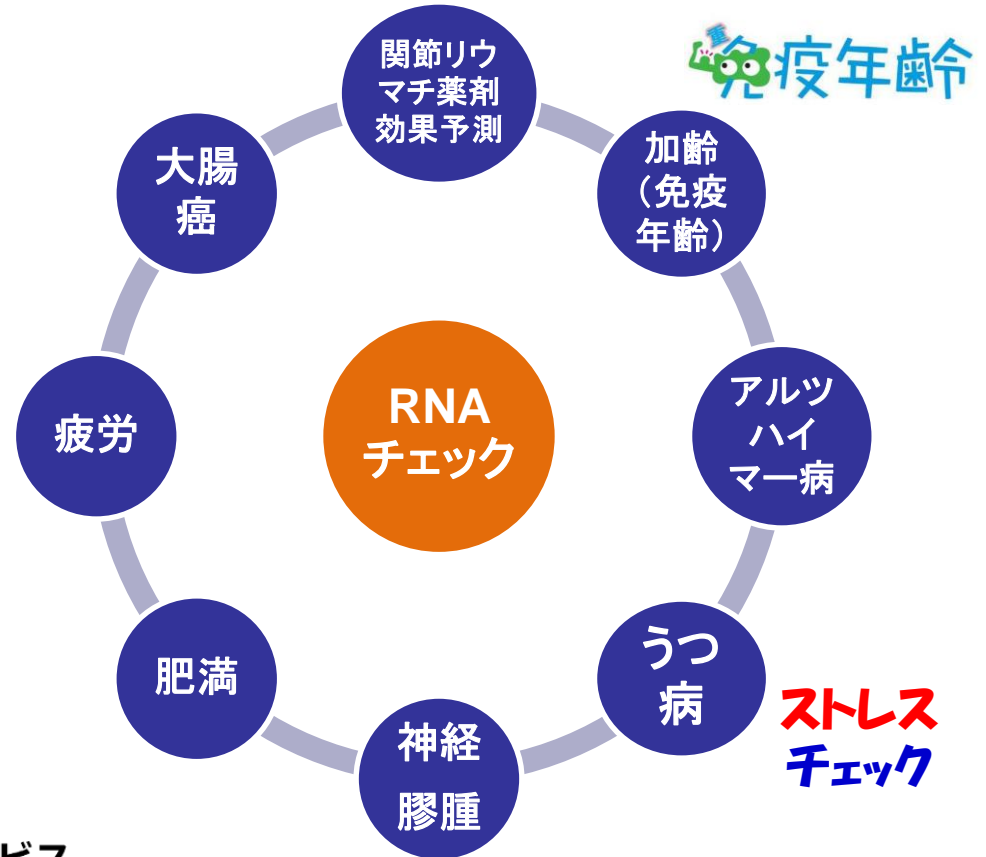 関節リウ
マチ薬剤
効果予測
重
免疫年齢
加齢
（免疫
年齢）
大腸
癌
アルツ
ハイ
マー病
RNA
チェック
疲労
うつ
病
肥満
ストレス
チェック
神経
膠腫
ビス